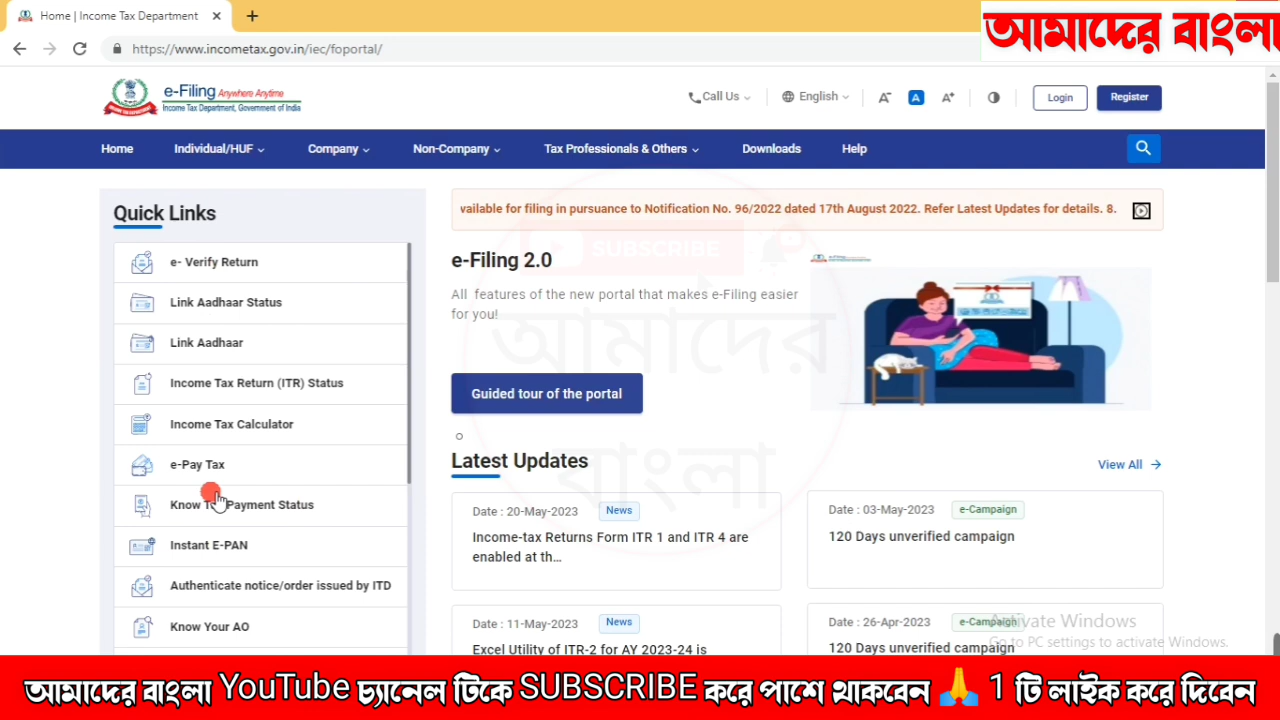 Home | Income Tax Department
https://www.incometax.gov.in/iec/foportal/
আমাদের বাংলা
e-Filing Anywhere Anytime
Income Tax Department, Government of India
Call Us
English
A-
A
A+
Login
Register
Home
Individual/HUF
Company
Non-Company
Tax Professionals & Others
Downloads
Help
Quick Links
e- Verify Return
Link Aadhaar Status
Link Aadhaar
Income Tax Return (ITR) Status
Income Tax Calculator
e-Pay Tax
Know Payment Status
Instant E-PAN
Authenticate notice/order issued by ITD
Know Your AO
vailable for filing in pursuance to Notification No. 96/2022 dated 17th August 2022. Refer Latest Updates for details. 8.
SUBSCRIBE
e-Filing 2.0
All features of the new portal that makes e-Filing easier
for you!
আমাদের
বাংলা
Guided tour of the portal
Latest Updates
View All
Date : 20-May-2023 News
Income-tax Returns Form ITR 1 and ITR 4 are
enabled at th...
Date : 03-May-2023 e-Campaign
120 Days unverified campaign
Date : 11-May-2023 News
Excel Utility of ITR-2 for AY 2023-24 is
Date : 26-Apr-2023 e-Campaign
120 Days unverified campaign
Activate Windows
Go to PC settings to activate Windows.
আমাদের বাংলা YouTube চ্যানেল টিকে SUBSCRIBE করে পাশে থাকবেন 🙏 1 টি লাইক করে দিবেন